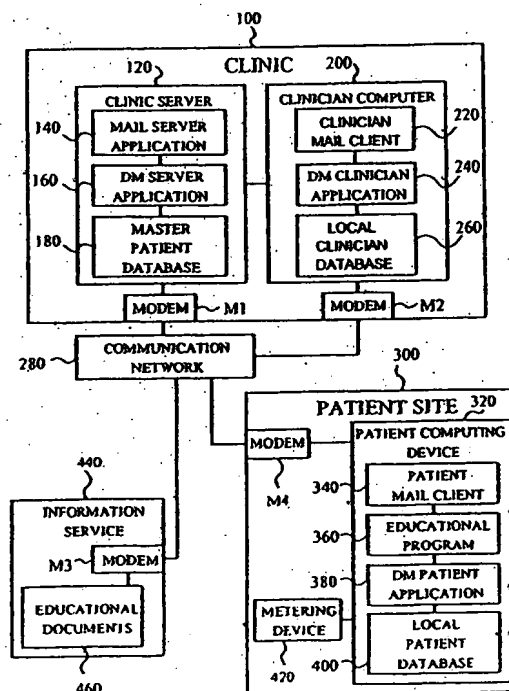 100
CLINIC
120
200
CLINIC SERVER
CLINICIAN COMPUTER
140
MAIL SERVER
APPLICATION
CLINICIAN
MAIL CLIENT
220
160
DM SERVER
APPLICATION
DM CLINICIAN
APPLICATION
240
180
MASTER
PATIENT
DATABASE
LOCAL
CLINICIAN
DATABASE
260
MODEM
M1
MODEM
M2
280
COMMUNICATION
NETWORK
300
PATIENT SITE
320
MODEM
M4
PATIENT COMPUTING
DEVICE
340
PATIENT
MAIL CLIENT
360
EDUCATIONAL
PROGRAM
380
DM PATIENT
APPLICATION
METERING
DEVICE
420
400
LOCAL
PATIENT
DATABASE
440
INFORMATION
SERVICE
M3
MODEM
EDUCATIONAL
DOCUMENTS
460